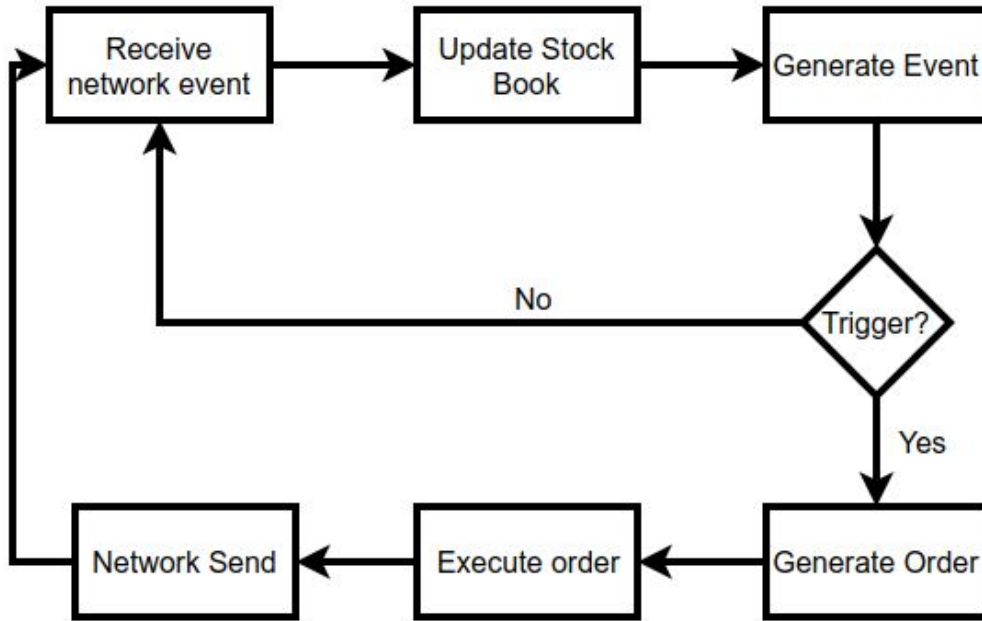 Receive
network event
Update Stock
Book
Generate Event
Trigger?
No
Yes
Network Send
Execute order
Generate Order